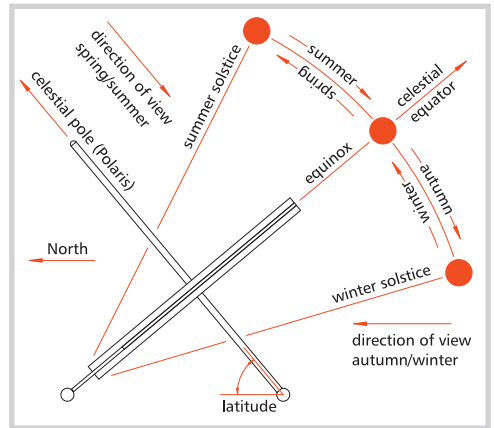 direction of view
spring/summer
celestial pole (Polaris)
summer solstice
summer
spring
celestial
equator
equinox
autumn
winter
North
winter solstice
direction of view
autumn/winter
latitude